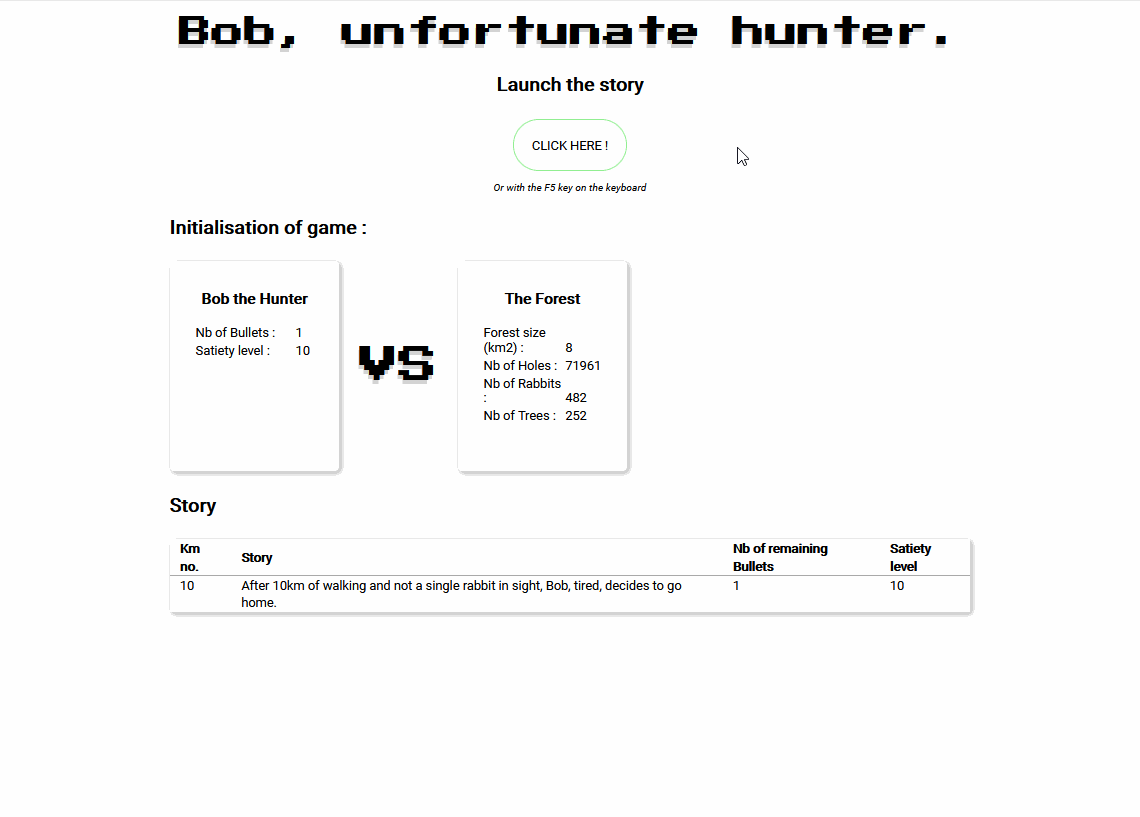 Bob, unfortunate hunter.
Launch the story
CLICK HERE !
Or with the F5 key on the keyboard
Initialisation of game :
Bob the Hunter
Nb of Bullets : 1
Satiety level : 10
VS
The Forest
Forest size
(km2) : 8
Nb of Holes : 71961
Nb of Rabbits
: 482
Nb of Trees : 252
Story
Km
no.
Story
Nb of remaining
Bullets
Satiety
level
10 After 10km of walking and not a single rabbit in sight, Bob, tired, decides to go 1 10
home.